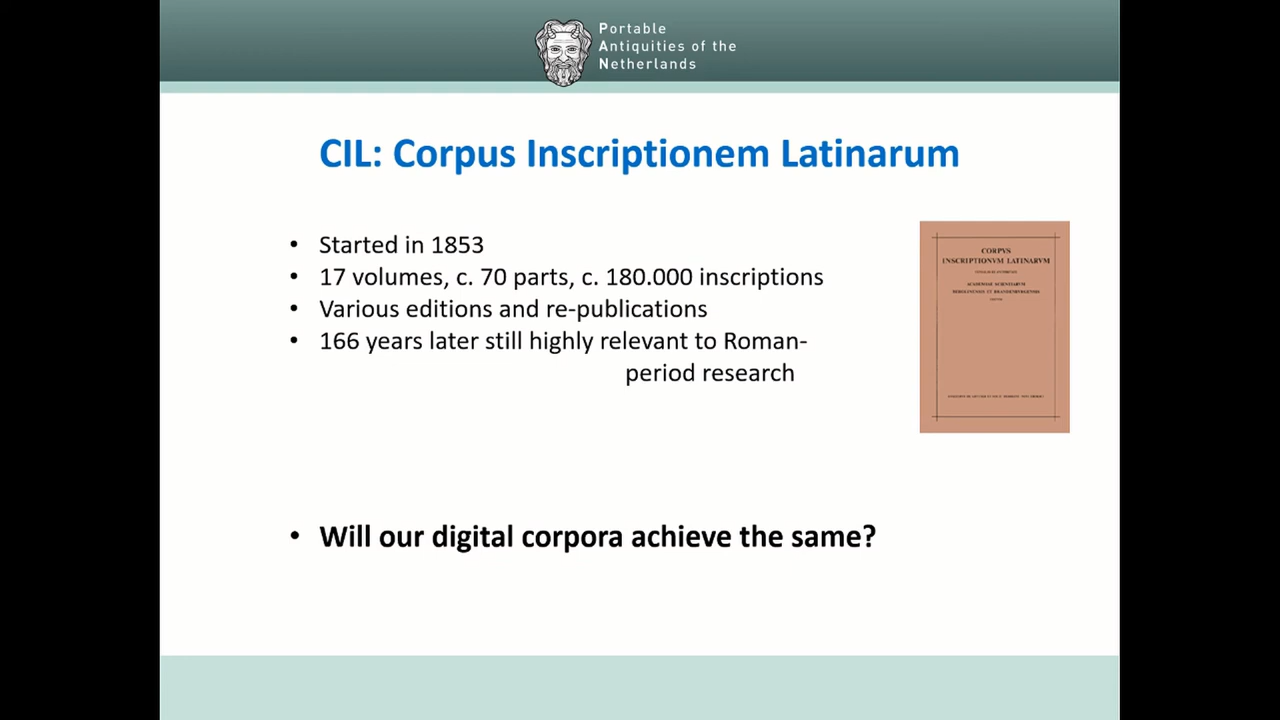 Portable
Antiquities of the
Netherlands
CIL: Corpus Inscriptionem Latinarum
• Started in 1853
• 17 volumes, c. 70 parts, c. 180.000 inscriptions
• Various editions and re-publications
• 166 years later still highly relevant to Roman-
period research
CORPVS
INSCRIPTIONVM LATINARVM
ACADEMIAE SCIENTIARVM
• Will our digital corpora achieve the same?